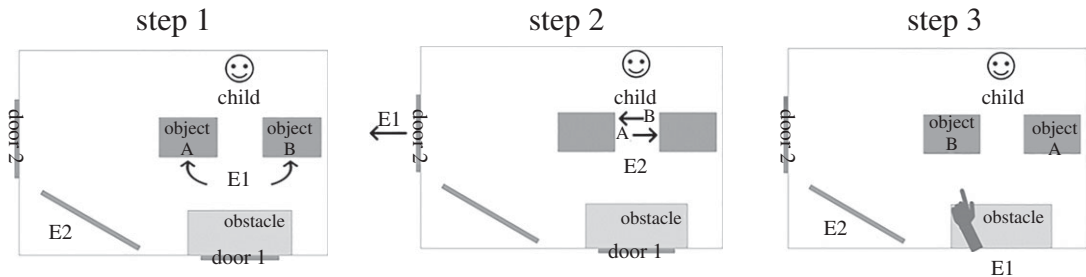 step 1
child
door 2
object
A
object
B
E1
E2
obstacle
door 1
step 2
child
E1
door 2
B
A
E2
obstacle
door 1
step 3
child
door 2
object
B
object
A
E2
obstacle
E1